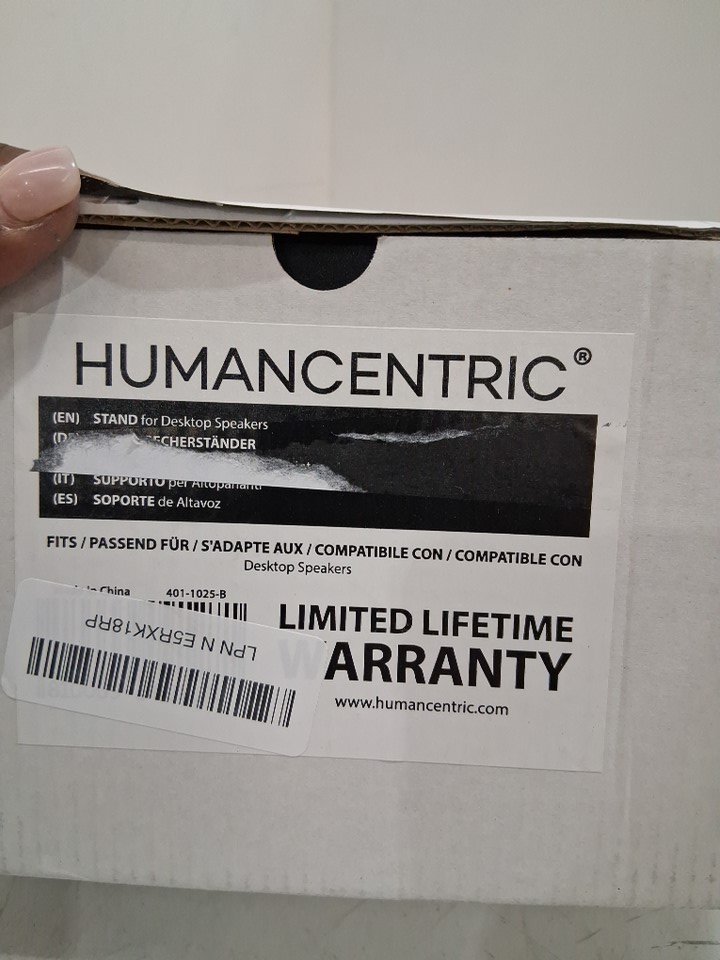 HUMANCENTRIC®
(EN) STAND for Desktop Speakers
ECHERSTÄNDER
(IT) SUPPORTO per Altoparlanti
(ES) SOPORTE de Altavoz
FITS / PASSEND FÜR / S'ADAPTE AUX / COMPATIBILE CON / COMPATIBLE CON
Desktop Speakers
China 401-1025-B
LIMITED LIFETIME
WARRANTY
www.humancentric.com
LPN N E5RXK18RP